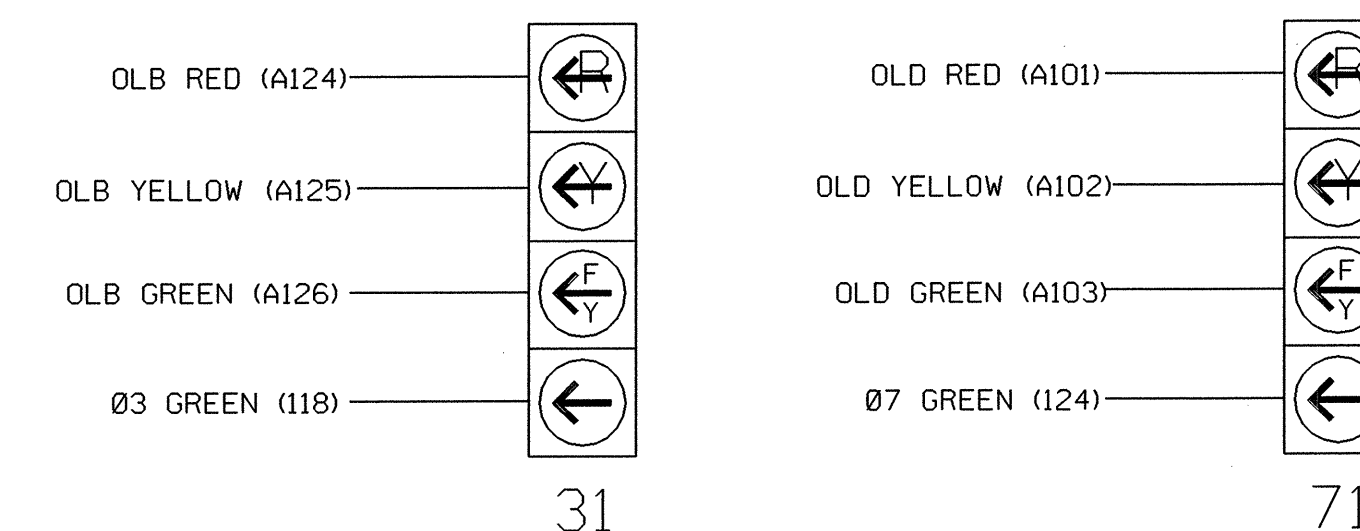 OLB RED (A124) R
OLB YELLOW (A125) Y
OLB GREEN (A126) F Y
Ø3 GREEN (118)
31
OLD RED (A101) R
OLD YELLOW (A102) Y
OLD GREEN (A103) F Y
Ø7 GREEN (124)
71